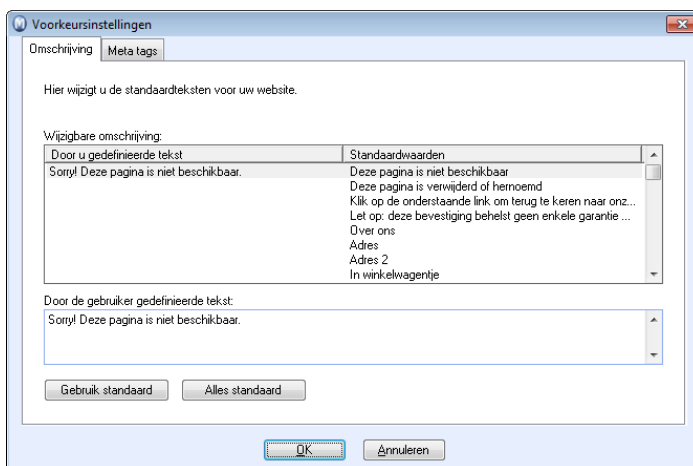 Voorkeursinstellingen
Omschrijving Meta tags
Hier wijzigt u de standaardteksten voor uw website.
Wijzigbare omschrijving:
Door u gedefinieerde tekst Standaardwaarden
Sorry! Deze pagina is niet beschikbaar. Deze pagina is niet beschikbaar
Deze pagina is verwijderd of hernoemd
Klik op de onderstaande link om terug te keren naar onz...
Let op: deze bevestiging behelst geen enkele garantie ...
Over ons
Adres
Adres 2
In winkelwagentje
Door de gebruiker gedefinieerde tekst:
Sorry! Deze pagina is niet beschikbaar.
Gebruik standaard Alles standaard
OK Annuleren